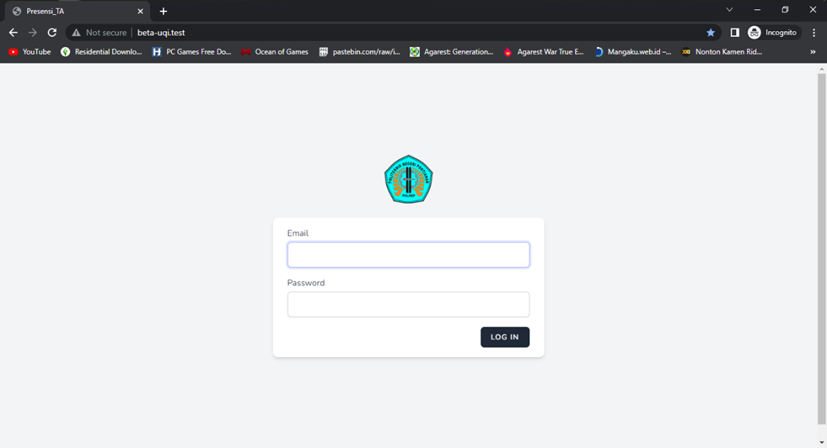 Presensi_TA
Not secure
beta-uqi.test
Incognito
YouTube
Residential Downlo...
PC Games Free Do...
Ocean of Games
pastebin.com/raw/i...
Agarest: Generation...
Agarest War True E...
Mangaku.web.id –...
Nonton Kamen Rid...
Email
Password
LOG IN